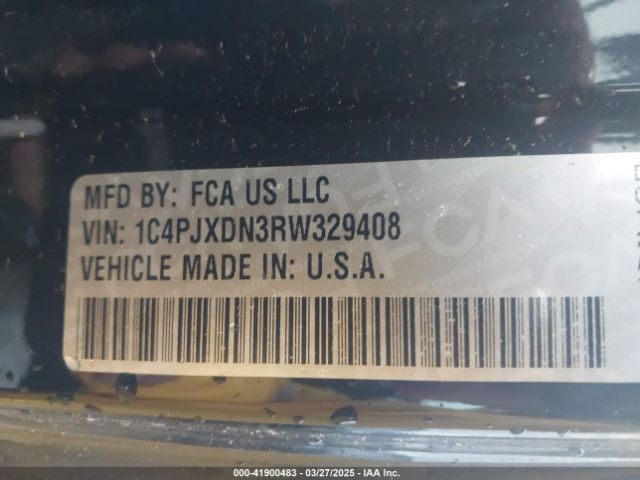 MFD BY: FCA US LLC
VIN: 1C4PJXDN3RW329408
VEHICLE MADE IN: U.S.A.
000-41900483 - 03/27/2025 - IAA Inc.